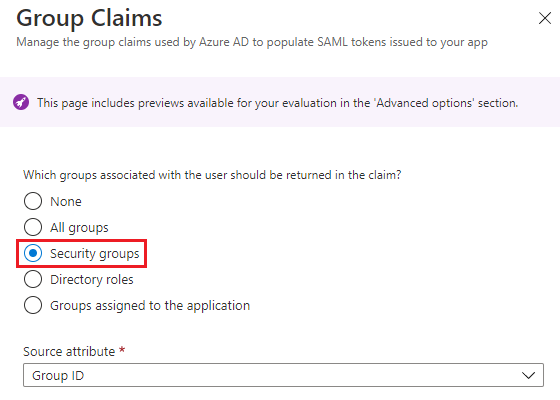 Group Claims
Manage the group claims used by Azure AD to populate SAML tokens issued to your app
This page includes previews available for your evaluation in the 'Advanced options' section.
Which groups associated with the user should be returned in the claim?
None
All groups
Security groups
Directory roles
Groups assigned to the application
Source attribute *
Group ID